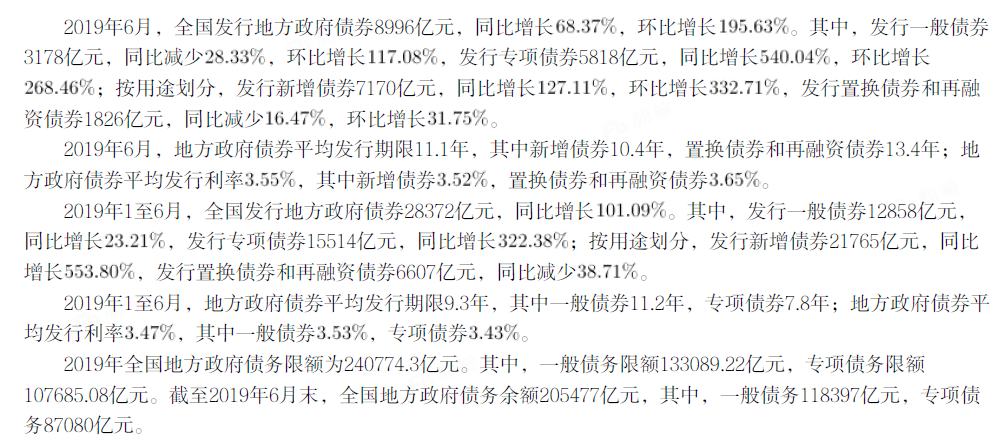 2019年6月，全国发行地方政府债券8996亿元，同比增长68.37%，环比增长195.63%。其中，发行一般债券
3178亿元，同比减少28.33%，环比增长117.08%，发行专项债券5818亿元，同比增长540.04%，环比增长
268.46%；按用途划分，发行新增债券7170亿元，同比增长127.11%，环比增长332.71%，发行置换债券和再融
资债券1826亿元，同比减少16.47%，环比增长31.75%。
2019年6月，地方政府债券平均发行期限11.1年，其中新增债券10.4年，置换债券和再融资债券13.4年；地
方政府债券平均发行利率3.55%，其中新增债券3.52%，置换债券和再融资债券3.65%。
2019年1至6月，全国发行地方政府债券28372亿元，同比增长101.09%。其中，发行一般债券12858亿元，
同比增长23.21%，发行专项债券15514亿元，同比增长322.38%；按用途划分，发行新增债券21765亿元，同比
增长553.80%，发行置换债券和再融资债券6607亿元，同比减少38.71%。
2019年1至6月，地方政府债券平均发行期限9.3年，其中一般债券11.2年，专项债券7.8年；地方政府债券平
均发行利率3.47%，其中一般债券3.53%，专项债券3.43%。
2019年全国地方政府债务限额为240774.3亿元。其中，一般债务限额133089.22亿元，专项债务限额
107685.08亿元。截至2019年6月末，全国地方政府债务余额205477亿元，其中，一般债务118397亿元，专项债
务87080亿元。